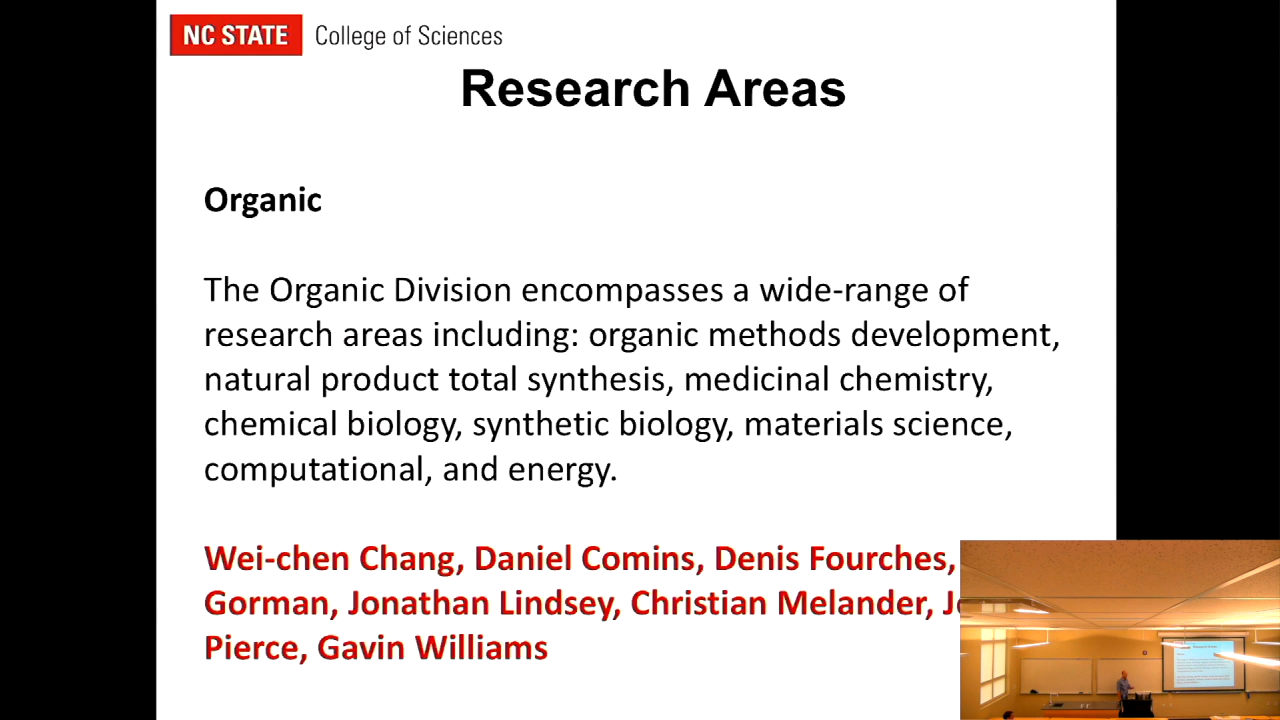 NC STATE College of Sciences
Research Areas
Organic
The Organic Division encompasses a wide-range of
research areas including: organic methods development,
natural product total synthesis, medicinal chemistry,
chemical biology, synthetic biology, materials science,
computational, and energy.
Wei-chen Chang, Daniel Comins, Denis Fourches,
Gorman, Jonathan Lindsey, Christian Melander,
Pierce, Gavin Williams